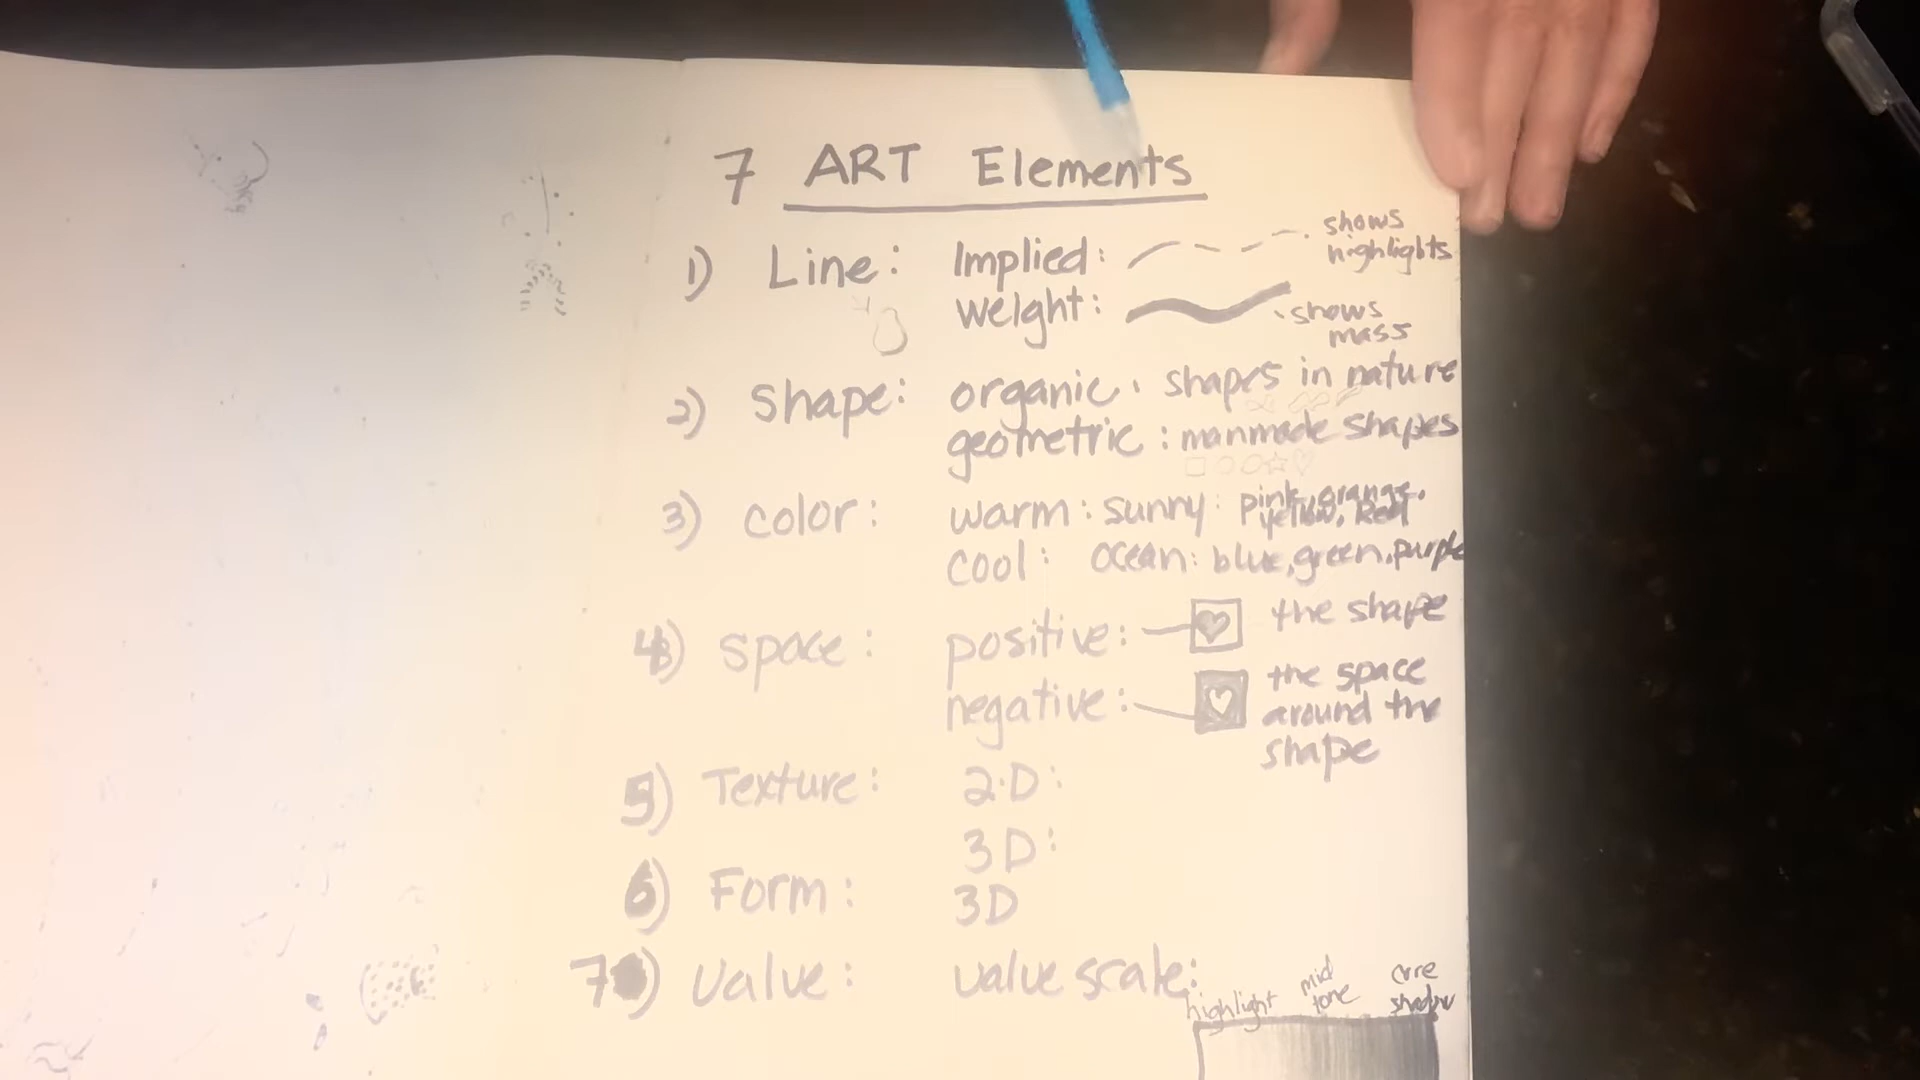 7 ART Elements
1) Line: Implied: shows highlights
weight: shows mass
2) Shape: organic: shapes in nature
geometric: manmade shapes
3) color: warm: sunny: pink, orange, yellow, Red
cool: ocean: blue, green, purple
4) space: positive: the shape
negative: the space around the shape
5) Texture: 2-D:
3D:
6) Form: 3D
7) value: value scale:
highlight mid tone core shadow